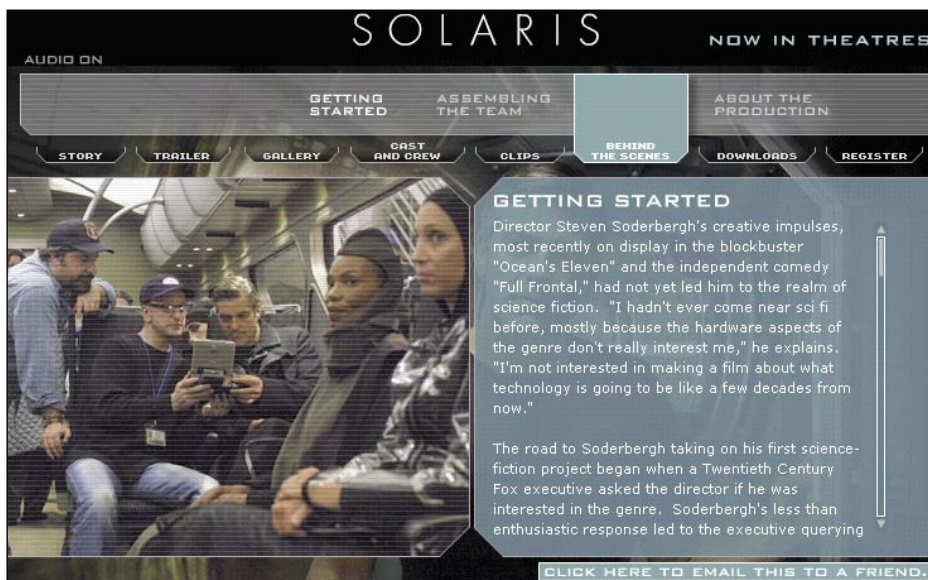 SOLARIS
NOW IN THEATRES
AUDIO ON
GETTING
STARTED
ASSEMBLING
THE TEAM
ABOUT THE
PRODUCTION
STORY
TRAILER
GALLERY
CAST
AND CREW
CLIPS
BEHIND
THE SCENES
DOWNLOADS
REGISTER
GETTING STARTED
Director Steven Soderbergh's creative impulses,
most recently on display in the blockbuster
"Ocean's Eleven" and the independent comedy
"Full Frontal," had not yet led him to the realm of
science fiction. "I hadn't ever come near sci fi
before, mostly because the hardware aspects of
the genre don't really interest me," he explains.
"I'm not interested in making a film about what
technology is going to be like a few decades from
now."
The road to Soderbergh taking on his first science-
fiction project began when a Twentieth Century
Fox executive asked the director if he was
interested in the genre. Soderbergh's less than
enthusiastic response led to the executive querying
CLICK HERE TO EMAIL THIS TO A FRIEND.